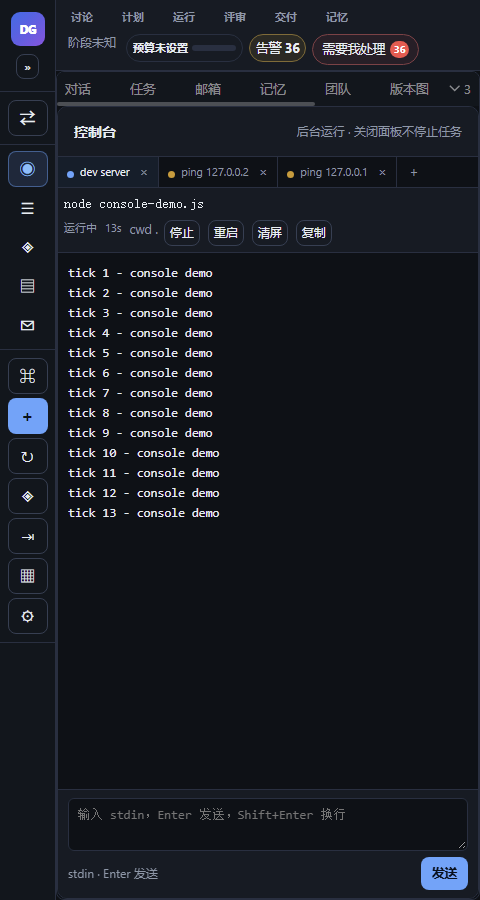 DG
»
讨论 计划 运行 评审 交付 记忆
阶段未知 预算未设置 告警 36 需要我处理 36
对话 任务 邮箱 记忆 团队 版本图 3
控制台 后台运行 · 关闭面板不停止任务
dev server × ping 127.0.0.2 × ping 127.0.0.1 × +
node console-demo.js
运行中 13s cwd . 停止 重启 清屏 复制
tick 1 - console demo
tick 2 - console demo
tick 3 - console demo
tick 4 - console demo
tick 5 - console demo
tick 6 - console demo
tick 7 - console demo
tick 8 - console demo
tick 9 - console demo
tick 10 - console demo
tick 11 - console demo
tick 12 - console demo
tick 13 - console demo
输入 stdin，Enter 发送，Shift+Enter 换行
stdin · Enter 发送 发送